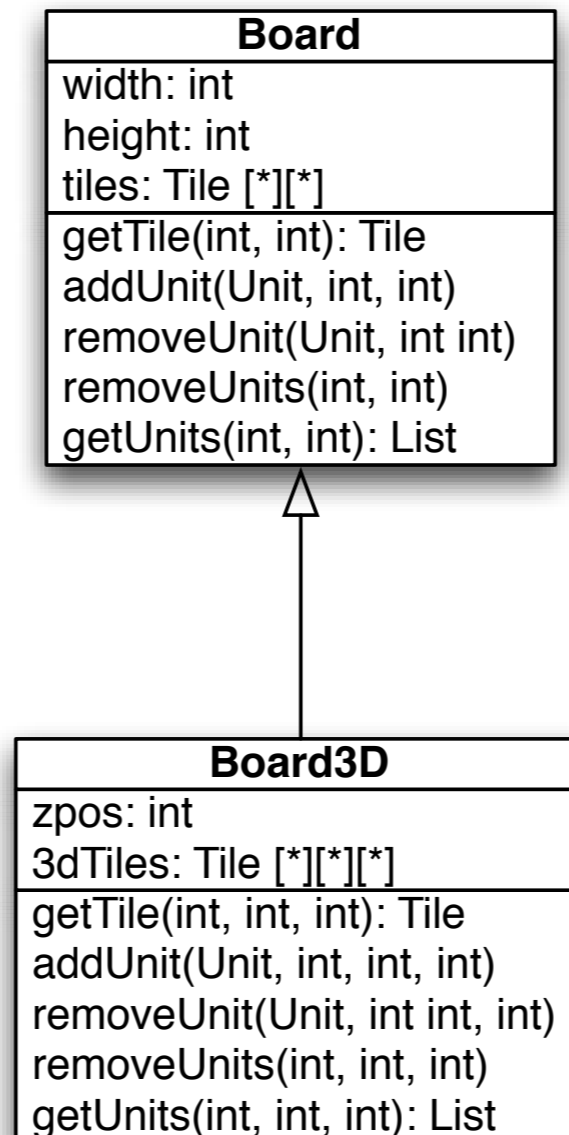 Board
width: int
height: int
tiles: Tile [*][*]
getTile(int, int): Tile
addUnit(Unit, int, int)
removeUnit(Unit, int int)
removeUnits(int, int)
getUnits(int, int): List
Board3D
zpos: int
3dTiles: Tile [*][*][*]
getTile(int, int, int): Tile
addUnit(Unit, int, int, int)
removeUnit(Unit, int int, int)
removeUnits(int, int, int)
getUnits(int, int, int): List